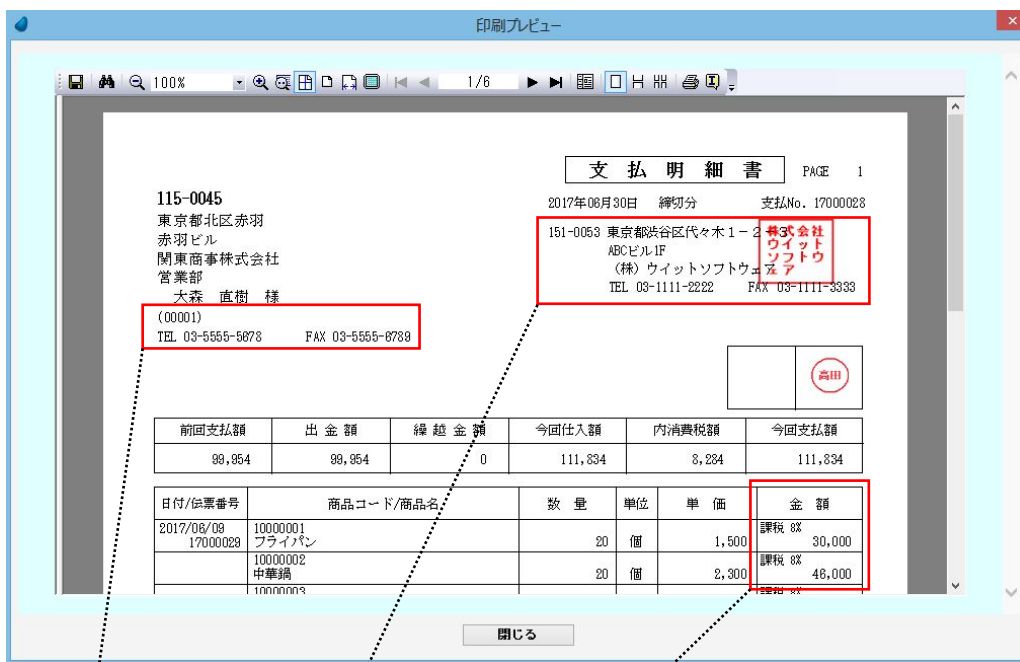 印刷プレビュー
100%
1/6
支払明細書 PAGE 1
115-0045
東京都北区赤羽
赤羽ビル
関東商事株式会社
営業部
大森 直樹 様
(00001)
TEL 03-5555-5678 FAX 03-5555-6789
2017年06月30日 締切分 支払No. 17000028
151-0053 東京都渋谷区代々木1-2-3
ABCビル1F
(株) ウイットソフトウェア
TEL 03-1111-2222 FAX 03-1111-3333
株式会社
ウイット
ソフトウ
ェア
高田
前回支払額 出金額 繰越金額 今回仕入額 内消費税額 今回支払額
99,954 99,954 0 111,834 8,284 111,834
日付/伝票番号 商品コード/商品名 数量 単位 単価 金額
2017/06/09 10000001 課税 8%
17000029 フライパン 20 個 1,500 30,000
10000002 課税 8%
中華鍋 20 個 2,300 46,000
10000003 課税 8%
閉じる